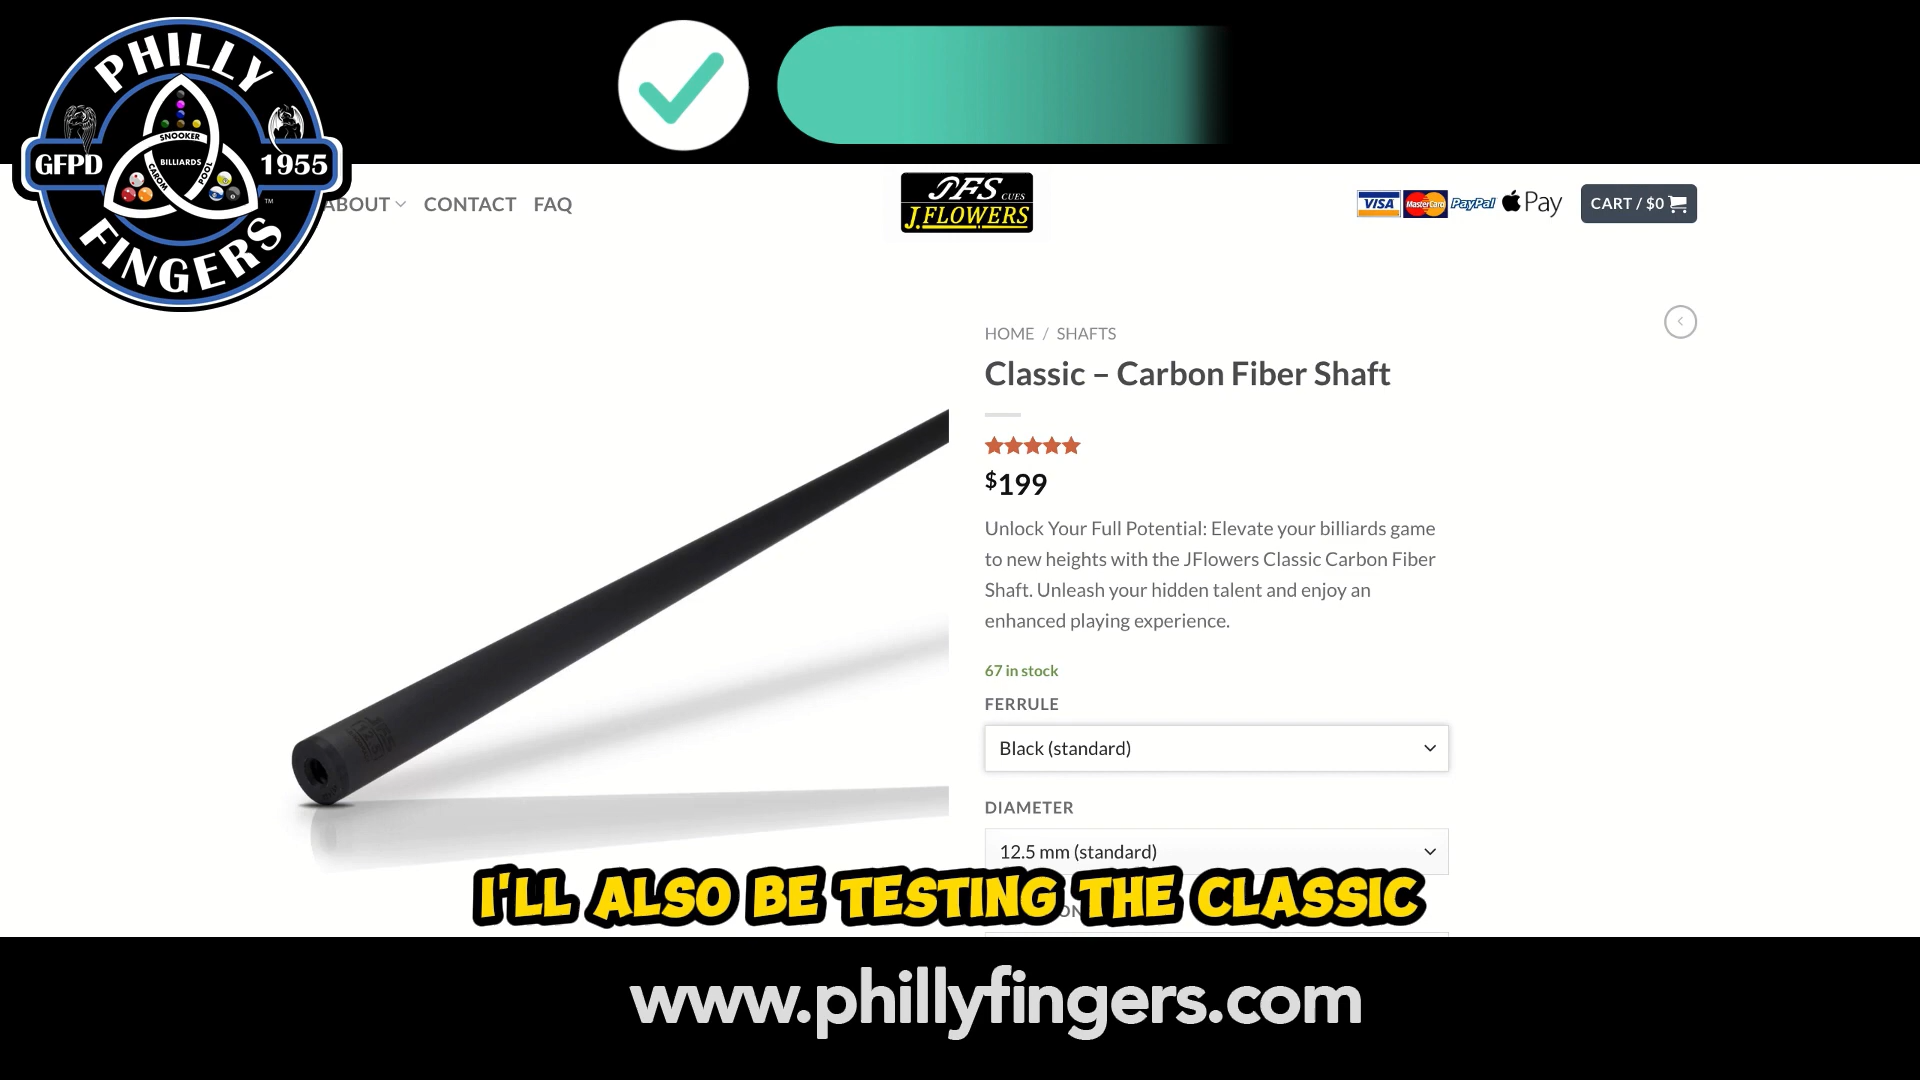 PHILLY
SNOOKER
BILLIARDS
CAROM
POOL
GFPD
1955
TM
FINGERS
ABOUT
CONTACT
FAQ
JFS CUES
J.FLOWERS
VISA
MasterCard
PayPal
Pay
CART / $0
HOME / SHAFTS
Classic – Carbon Fiber Shaft
$199
Unlock Your Full Potential: Elevate your billiards game
to new heights with the JFlowers Classic Carbon Fiber
Shaft. Unleash your hidden talent and enjoy an
enhanced playing experience.
67 in stock
FERRULE
Black (standard)
DIAMETER
12.5 mm (standard)
I'LL ALSO BE TESTING THE CLASSIC
www.phillyfingers.com